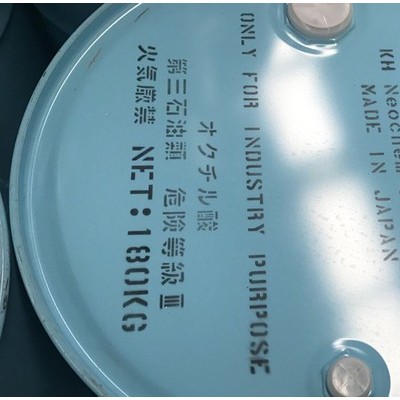 KH Neochem
MADE IN JAPAN
ONLY FOR INDUSTRY PURPOSE
オクチル酸
第三石油類 危険等級Ⅲ
火気厳禁 NET:180KG